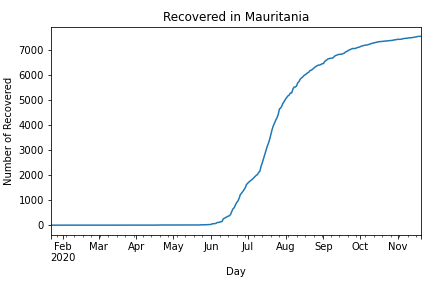 Recovered in Mauritania
Number of Recovered
7000
6000
5000
4000
3000
2000
1000
0
Feb Mar Apr May Jun Jul Aug Sep Oct Nov
2020
Day